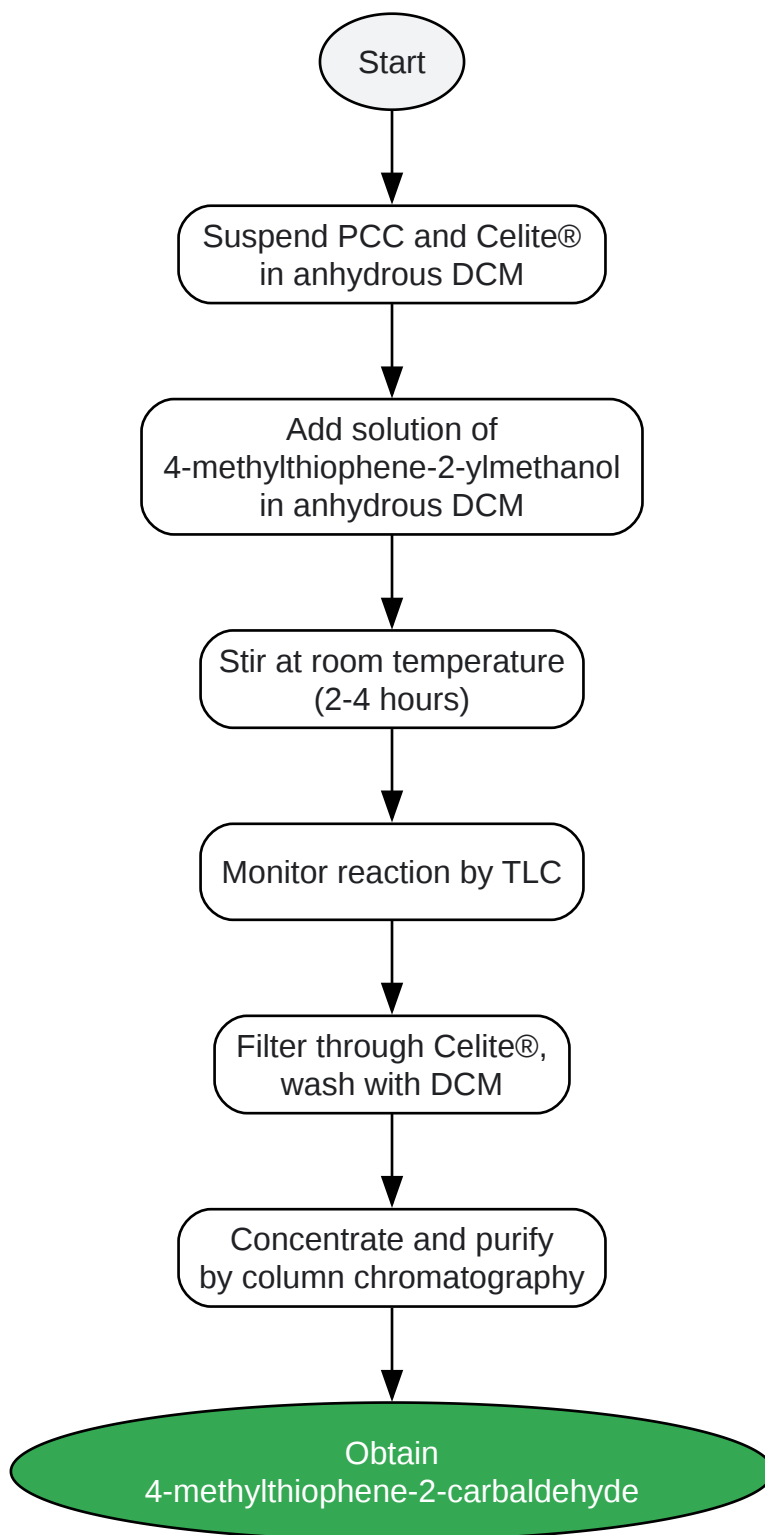 Start
Suspend PCC and Celite®
in anhydrous DCM
Add solution of
4-methylthiophene-2-ylmethanol
in anhydrous DCM
Stir at room temperature
(2-4 hours)
Monitor reaction by TLC
Filter through Celite®,
wash with DCM
Concentrate and purify
by column chromatography
Obtain
4-methylthiophene-2-carbaldehyde